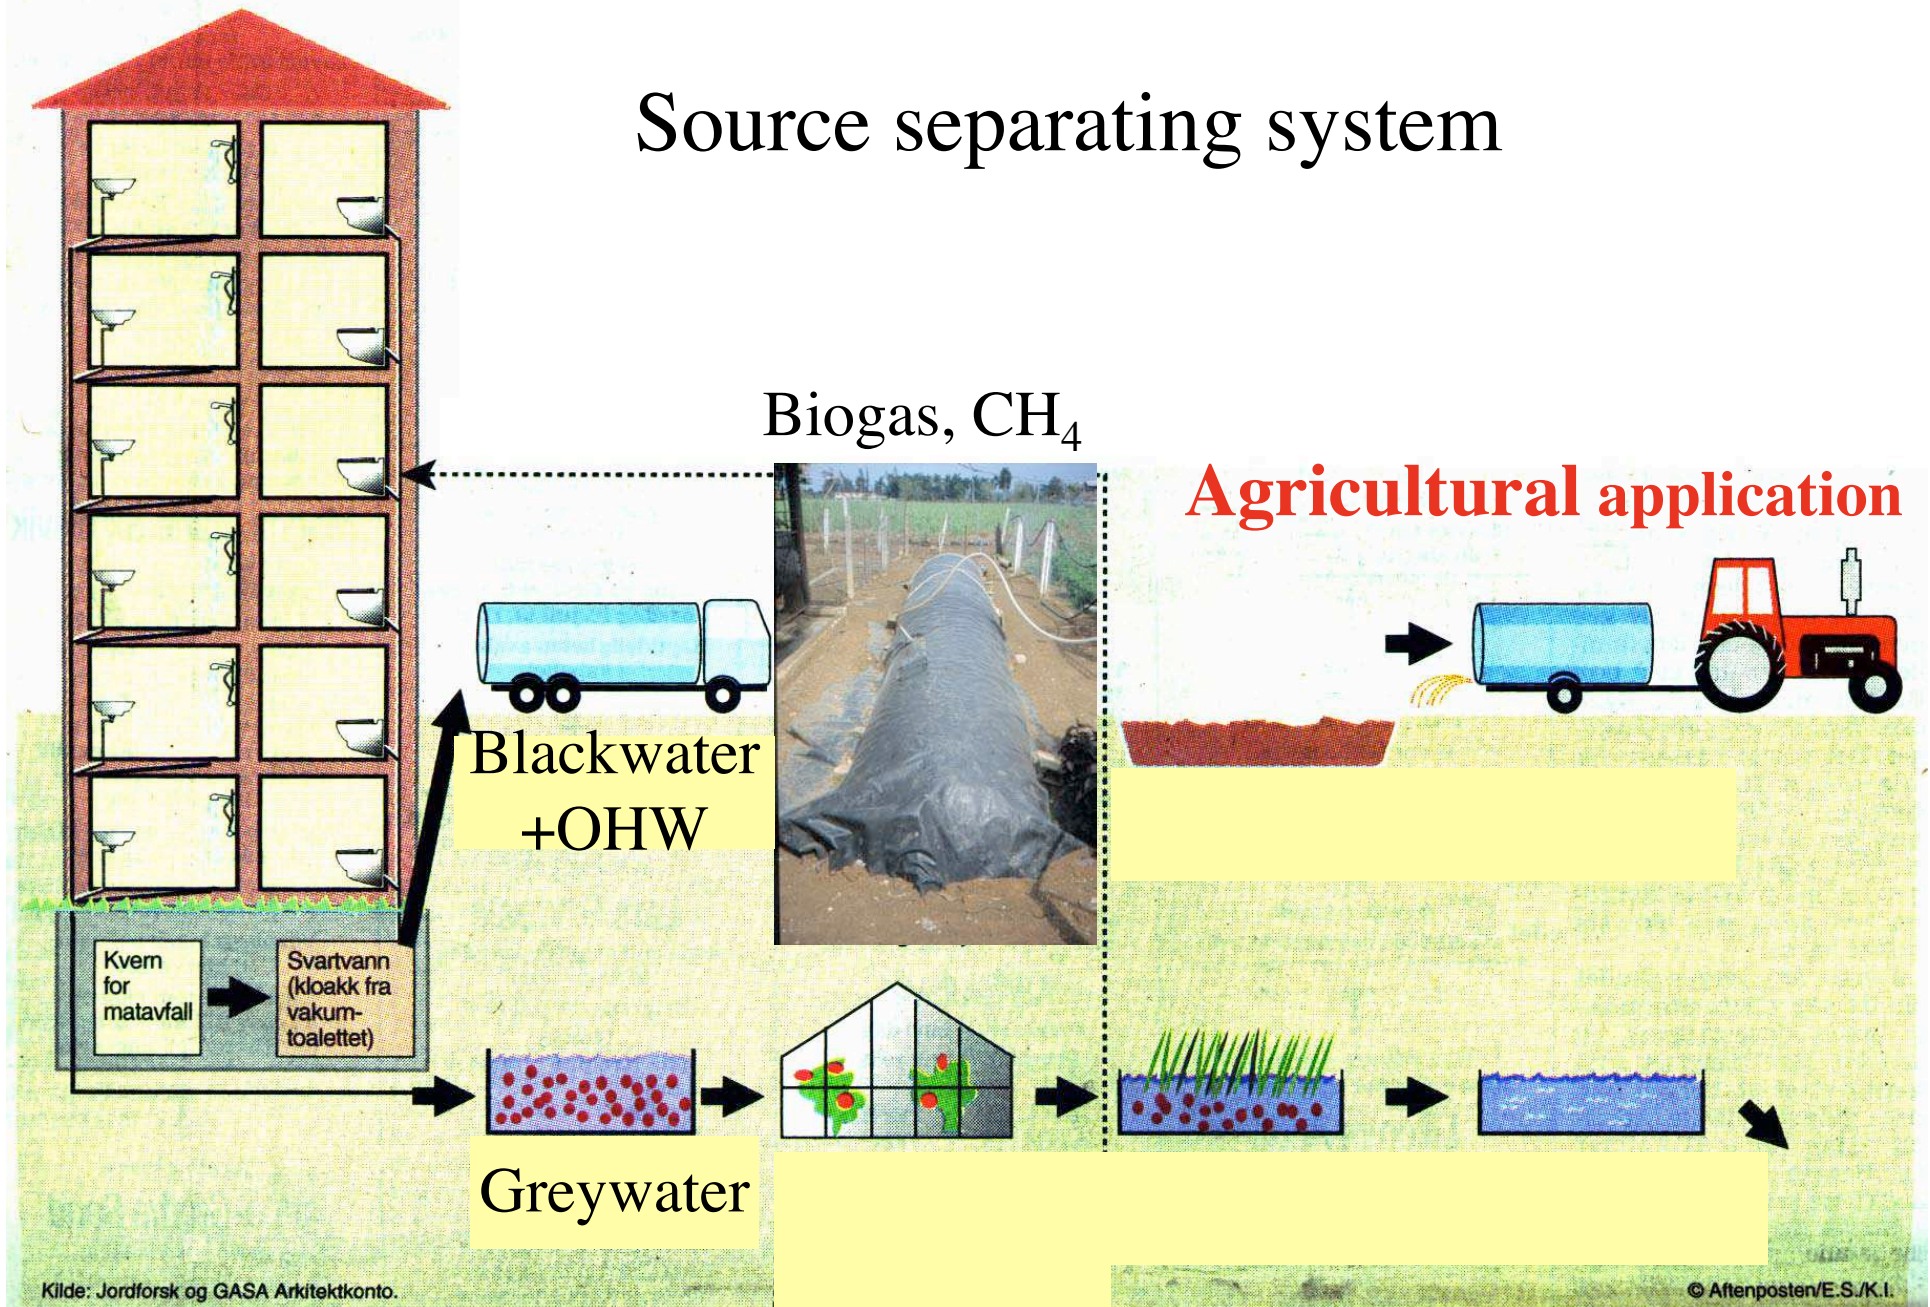 Source separating system
Biogas, CH₄
Agricultural application
Blackwater
+OHW
Kvern
for
matavfall
Svartvann
(kloakk fra
vakum-
toalettet)
Greywater
Kilde: Jordforsk og GASA Arkitektkonto.
© Aftenposten/E.S./K.I.